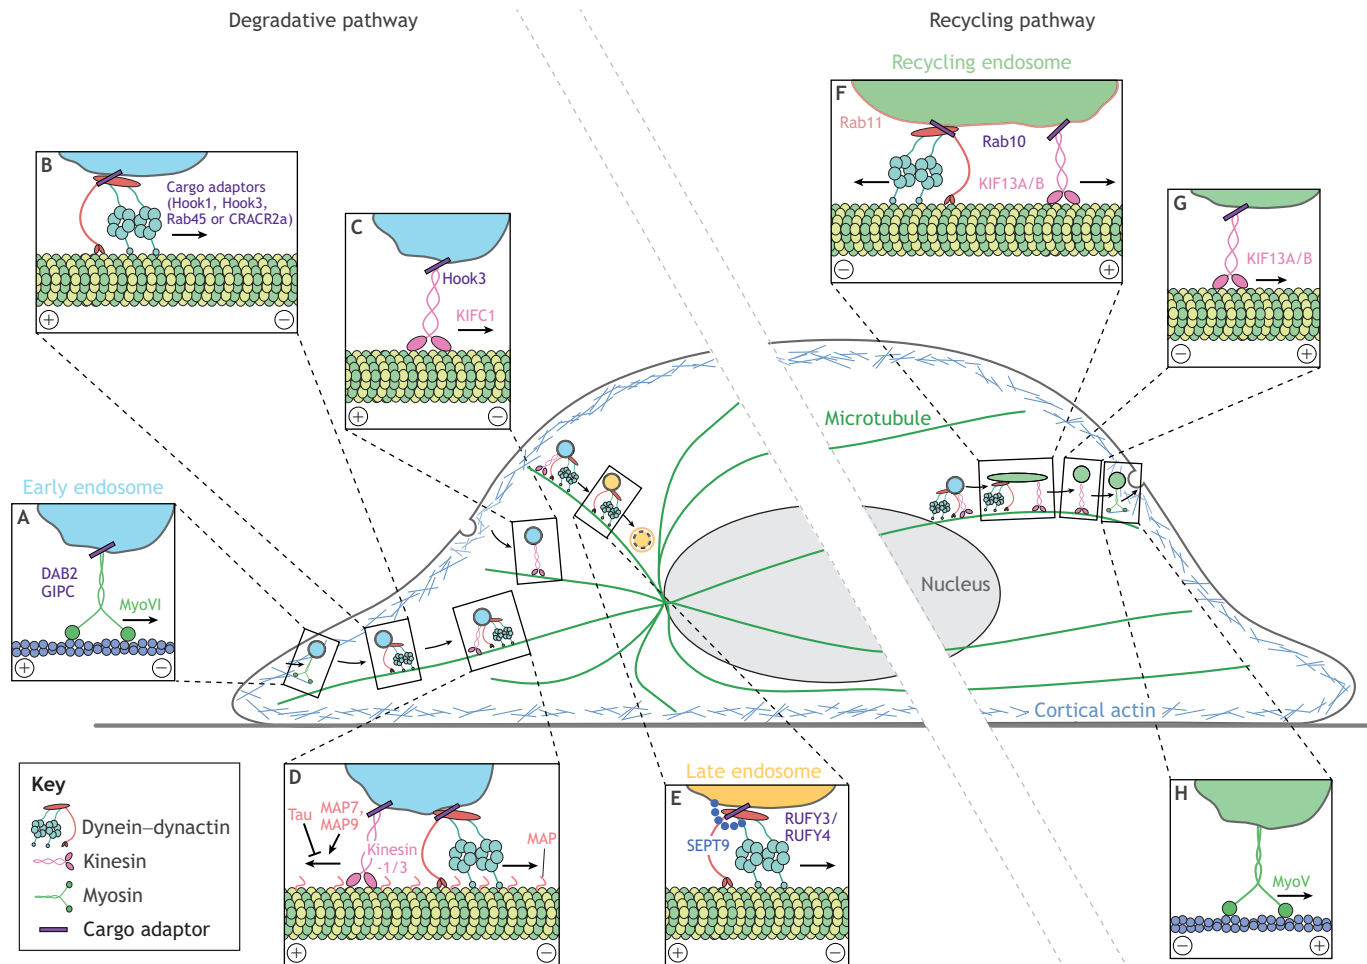 Degradative pathway
Recycling pathway
Recycling endosome
F
Rab11
Rab10
KIF13A/B
−
+
B
Cargo adaptors
(Hook1, Hook3,
Rab45 or CRACR2a)
+
−
G
KIF13A/B
−
+
C
Hook3
KIFC1
+
−
Early endosome
A
DAB2
GIPC
MyoVI
+
−
Microtubule
Nucleus
Cortical actin
Key
Dynein–dynactin
Kinesin
Myosin
Cargo adaptor
D
Tau
MAP7,
MAP9
Kinesin
-1/3
MAP
+
−
Late endosome
E
SEPT9
RUFY3/
RUFY4
+
−
H
MyoV
−
+